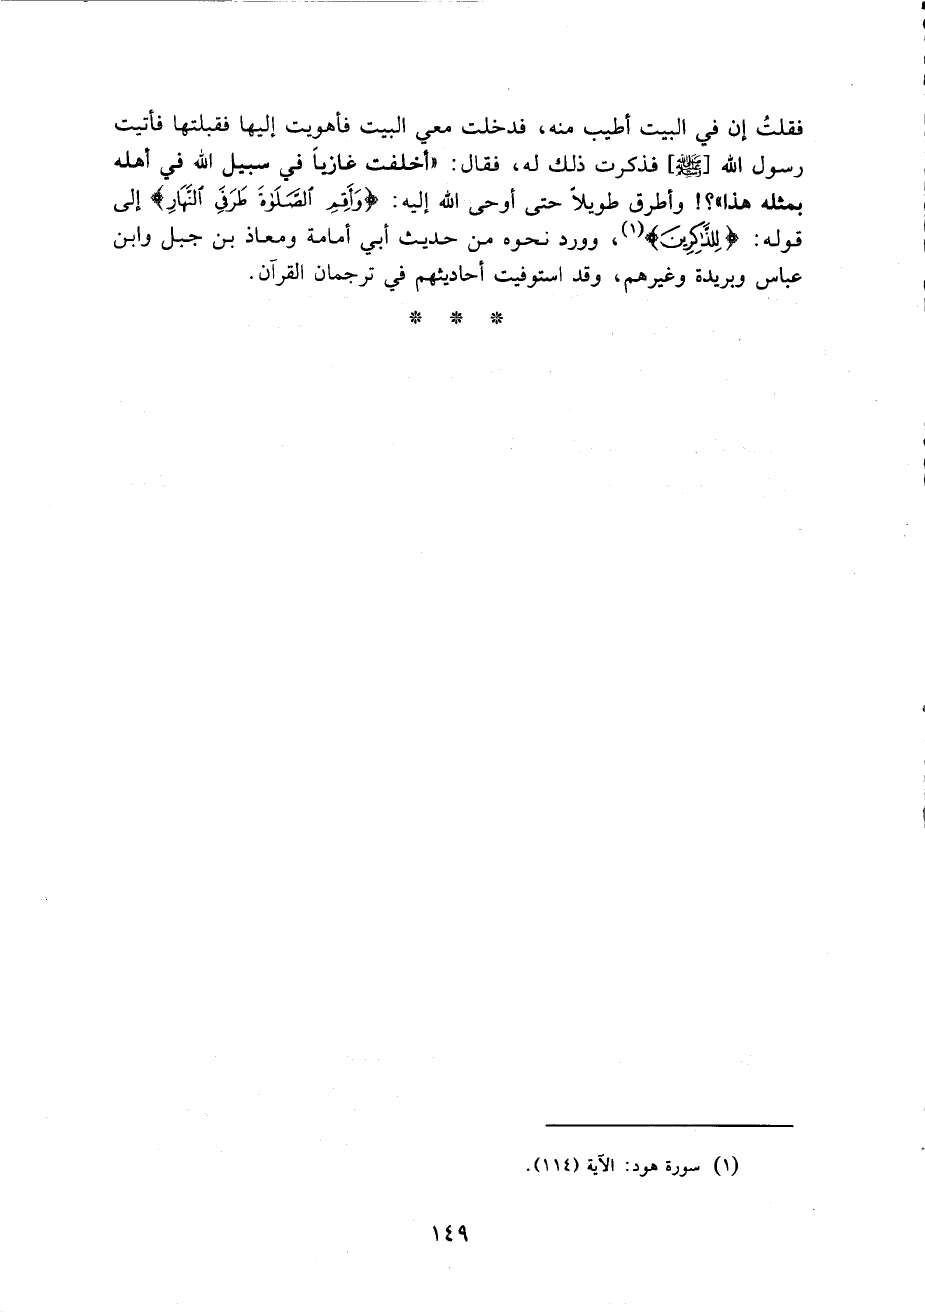 فقلتُ إن في البيت أطيب منه، فدخلت معي البيت فأهويت إليها فقبلتها فأتيت
رسول الله [ﷺ] فذكرت ذلك له، فقال: «أخلفت غازياً في سبيل الله في أهله
بمثله هذا»؟! وأطرق طويلاً حتى أوحى الله إليه: ﴿وَأَقِمِ ٱلصَّلَوٰةَ طَرَفَيِ ٱلنَّهَارِ﴾ إلى
قوله: ﴿لِلذَّٰكِرِينَ﴾(١)، وورد نحوه من حديث أبي أمامة ومعاذ بن جبل وابن
عباس وبريدة وغيرهم، وقد استوفيت أحاديثهم في ترجمان القرآن.
* * *
(١) سورة هود: الآية (١١٤).
١٤٩